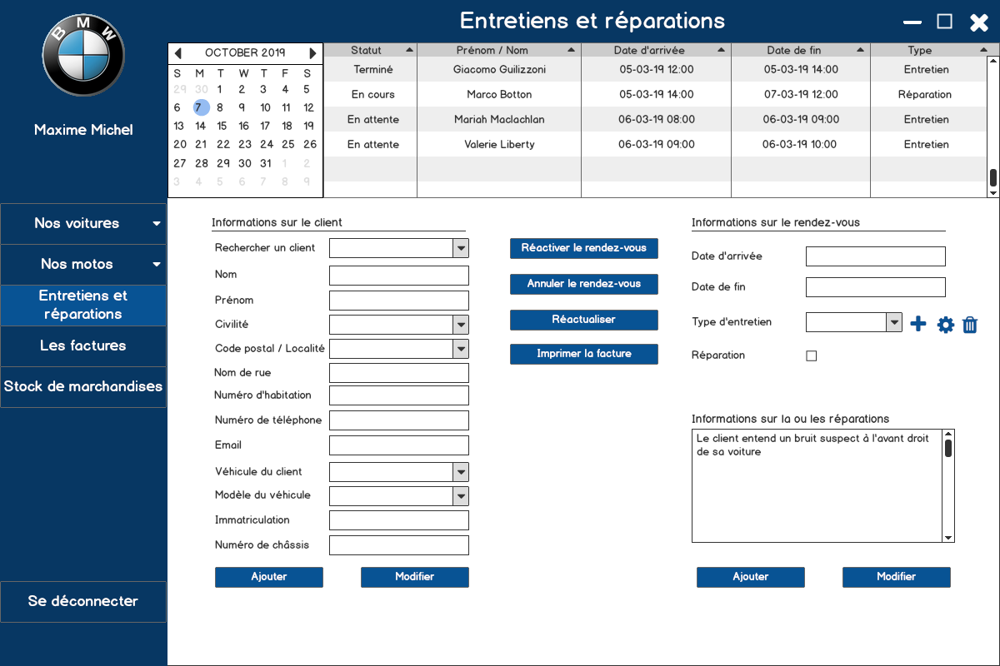 Entretiens et réparations
BMW
Maxime Michel
Nos voitures
Nos motos
Entretiens et
réparations
Les factures
Stock de marchandises
Se déconnecter
OCTOBER 2019
S M T W T F S
29 30 1 2 3 4 5
6 7 8 9 10 11 12
13 14 15 16 17 18 19
20 21 22 23 24 25 26
27 28 29 30 31 1 2
3 4 5 6 7 8 9
Statut Prénom / Nom Date d'arrivée Date de fin Type
Terminé Giacomo Guilizzoni 05-03-19 12:00 05-03-19 14:00 Entretien
En cours Marco Botton 05-03-19 14:00 07-03-19 12:00 Réparation
En attente Mariah Maclachlan 06-03-19 08:00 06-03-19 09:00 Entretien
En attente Valerie Liberty 06-03-19 09:00 06-03-19 10:00 Entretien
Informations sur le client
Rechercher un client
Nom
Prénom
Civilité
Code postal / Localité
Nom de rue
Numéro d'habitation
Numéro de téléphone
Email
Véhicule du client
Modèle du véhicule
Immatriculation
Numéro de châssis
Ajouter Modifier
Réactiver le rendez-vous
Annuler le rendez-vous
Réactualiser
Imprimer la facture
Informations sur le rendez-vous
Date d'arrivée
Date de fin
Type d'entretien
Réparation
Informations sur la ou les réparations
Le client entend un bruit suspect à l'avant droit
de sa voiture
Ajouter Modifier